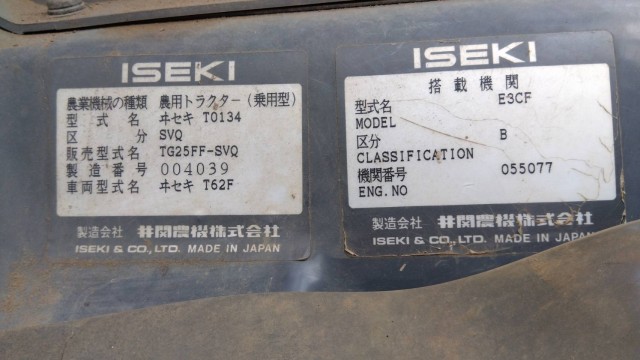 ISEKI
農業機械の種類 農用トラクター(乗用型)
型式名 ヰセキ T0134
区分 SVQ
販売型式名 TG25FF-SVQ
製造番号 004039
車両型式名 ヰセキ T62F
製造会社 井関農機株式会社
ISEKI & CO., LTD. MADE IN JAPAN
ISEKI
搭載機関
型式名 E3CF
MODEL
区分 B
CLASSIFICATION
機関番号 055077
ENG.NO
製造会社 井関農機株式会社
ISEKI & CO., LTD. MADE IN JAPAN